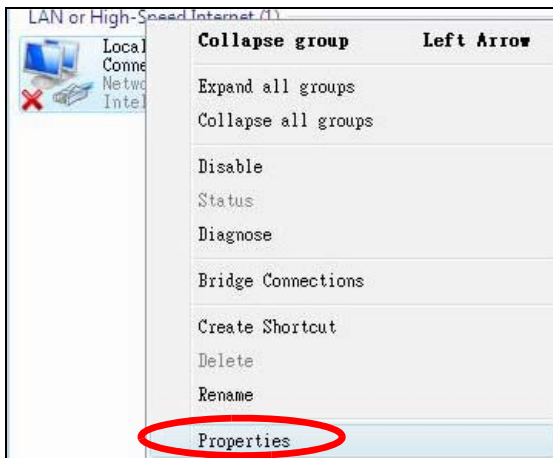 LAN or High-Speed Internet (1)
Local
Conne
Netwo
Intel
Collapse group Left Arrow
Expand all groups
Collapse all groups
Disable
Status
Diagnose
Bridge Connections
Create Shortcut
Delete
Rename
Properties